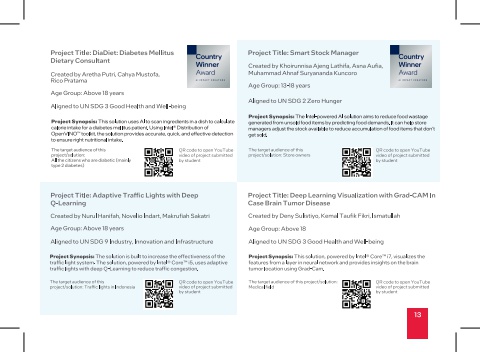 Project Title: DiaDiet: Diabetes Mellitus
Dietary Consultant
Created by Aretha Putri, Cahya Mustofa,
Rico Pratama
Age Group: Above 18 years
Aligned to UN SDG 3 Good Health and Well-being
Country
Winner
Award
Project Synopsis: This solution uses AI to scan ingredients in a dish to calculate
calorie intake for a diabetes mellitus patient. Using Intel® Distribution of
OpenVINO™ toolkit, the solution provides accurate, quick, and effective detection
to ensure right nutritional intake.
The target audience of this
project/solution:
All the citizens who are diabetic (mainly
type 2 diabetes)
QR code to open YouTube
video of project submitted
by student
Project Title: Smart Stock Manager
Created by Khoirunnisa Ajeng Lathifa, Asna Aufia,
Muhammad Ahnaf Suryananda Kuncoro
Age Group: 13-18 years
Aligned to UN SDG 2 Zero Hunger
Country
Winner
Award
Project Synopsis: The Intel-powered AI solution aims to reduce food wastage
generated from unsold food items by predicting food demands. It can help store
managers adjust the stock available to reduce accumulation of food items that don't
get sold.
The target audience of this
project/solution: Store owners
QR code to open YouTube
video of project submitted
by student
Project Title: Adaptive Traffic Lights with Deep
Q-Learning
Created by Nurul Hanifah, Novelio Indart, Makrufiah Sakatri
Age Group: Above 18 years
Aligned to UN SDG 9 Industry, Innovation and Infrastructure
Project Synopsis: The solution is built to increase the effectiveness of the
traffic light system. The solution, powered by Intel® Core™ i5, uses adaptive
traffic lights with deep Q-Learning to reduce traffic congestion.
The target audience of this
project/solution: Traffic lights in Indonesia
QR code to open YouTube
video of project submitted
by student
Project Title: Deep Learning Visualization with Grad-CAM In
Case Brain Tumor Disease
Created by Deny Sulistiyo, Kemal Taufik Fikri, Ismatullah
Age Group: Above 18
Aligned to UN SDG 3 Good Health and Well-being
Project Synopsis: This solution, powered by Intel® Core™ i7, visualizes the
features from a layer in neural network and provides insights on the brain
tumor location using Grad-Cam.
The target audience of this project/solution:
Medical field
QR code to open YouTube
video of project submitted
by student
13